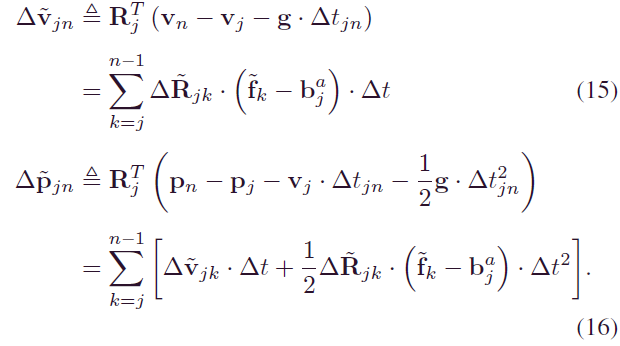 Δṽ_{jn} ≜ R_j^T (v_n − v_j − g · Δt_{jn})
= ∑_{k=j}^{n−1} ΔR̃_{jk} · (f̃_k − b_j^a) · Δt (15)
Δp̃_{jn} ≜ R_j^T (p_n − p_j − v_j · Δt_{jn} − \frac{1}{2} g · Δt_{jn}^2)
= ∑_{k=j}^{n−1} [Δṽ_{jk} · Δt + \frac{1}{2} ΔR̃_{jk} · (f̃_k − b_j^a) · Δt^2].
(16)